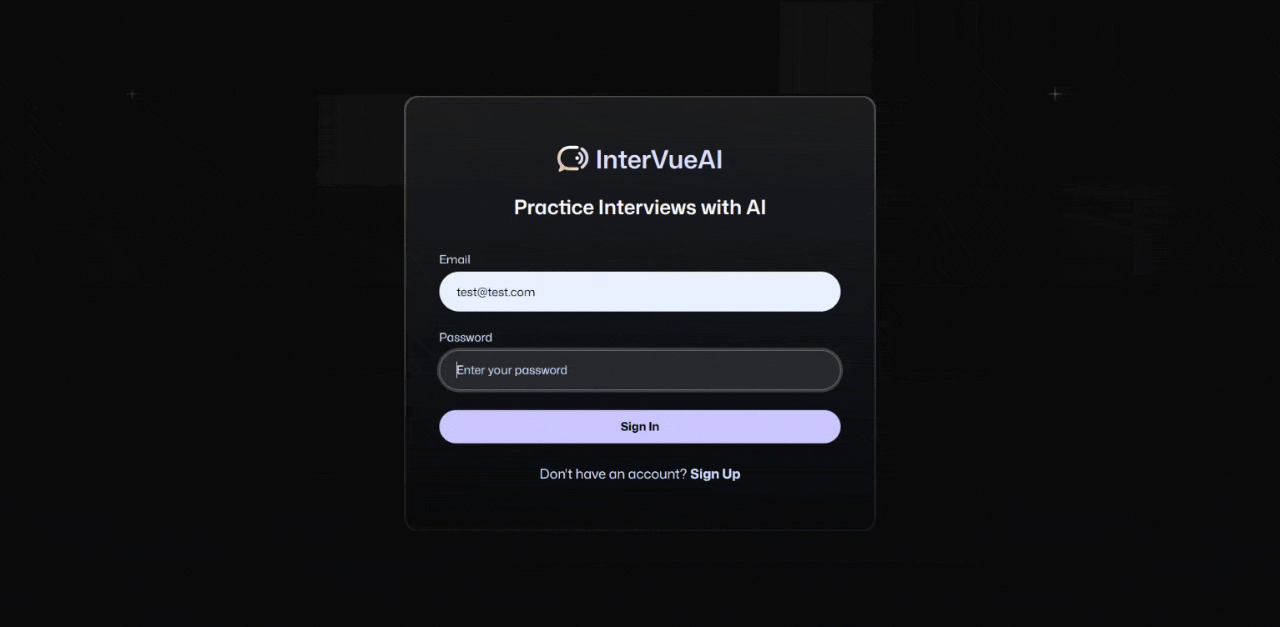 InterVueAI
Practice Interviews with AI
Email
test@test.com
Password
Enter your password
Sign In
Don't have an account? Sign Up